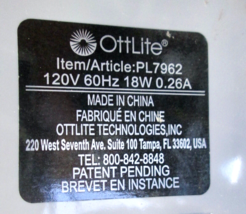 OTTLITE®
Item/Article:PL7962
120V 60Hz 18W 0.26A
MADE IN CHINA
FABRIQUÉ EN CHINE
OTTLITE TECHNOLOGIES,INC
220 West Seventh Ave. Suite 100 Tampa, FL 33602, USA
TEL: 800-842-8848
PATENT PENDING
BREVET EN INSTANCE